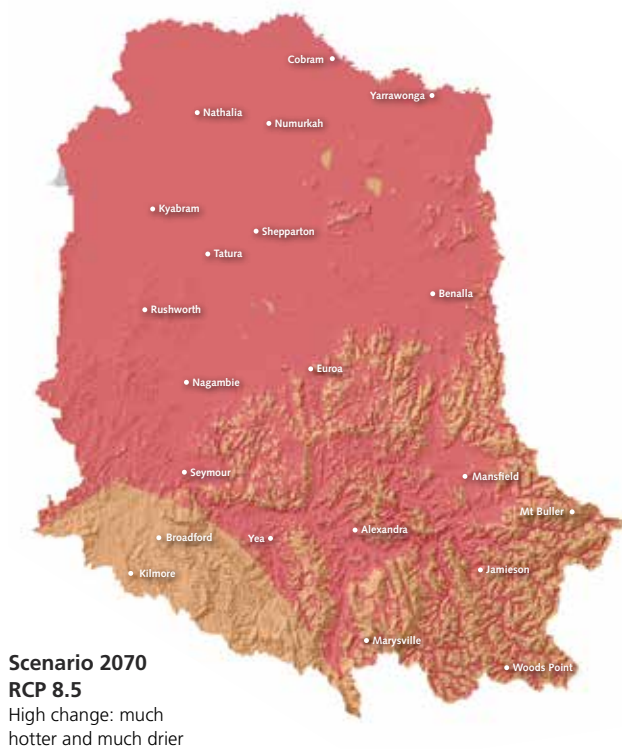 Cobram
Yarrawonga
Nathalia
Numurkah
Kyabram
Shepparton
Tatura
Benalla
Rushworth
Euroa
Nagambie
Seymour
Mansfield
Mt Buller
Alexandra
Broadford
Yea
Jamieson
Kilmore
Marysville
Woods Point
Scenario 2070
RCP 8.5
High change: much
hotter and much drier